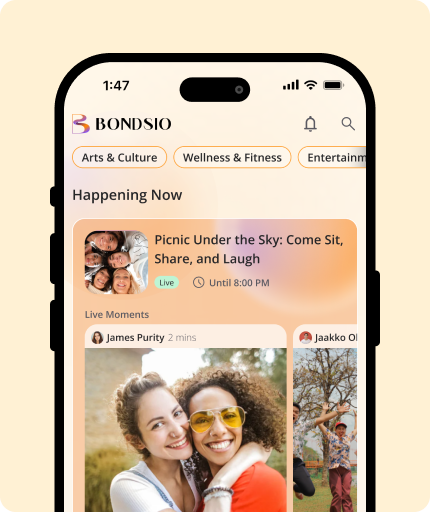 1:47
BONDSIO
Arts & Culture
Wellness & Fitness
Entertainm
Happening Now
Picnic Under the Sky: Come Sit,
Share, and Laugh
Live
Until 8:00 PM
Live Moments
James Purity 2 mins
Jaakko Ol